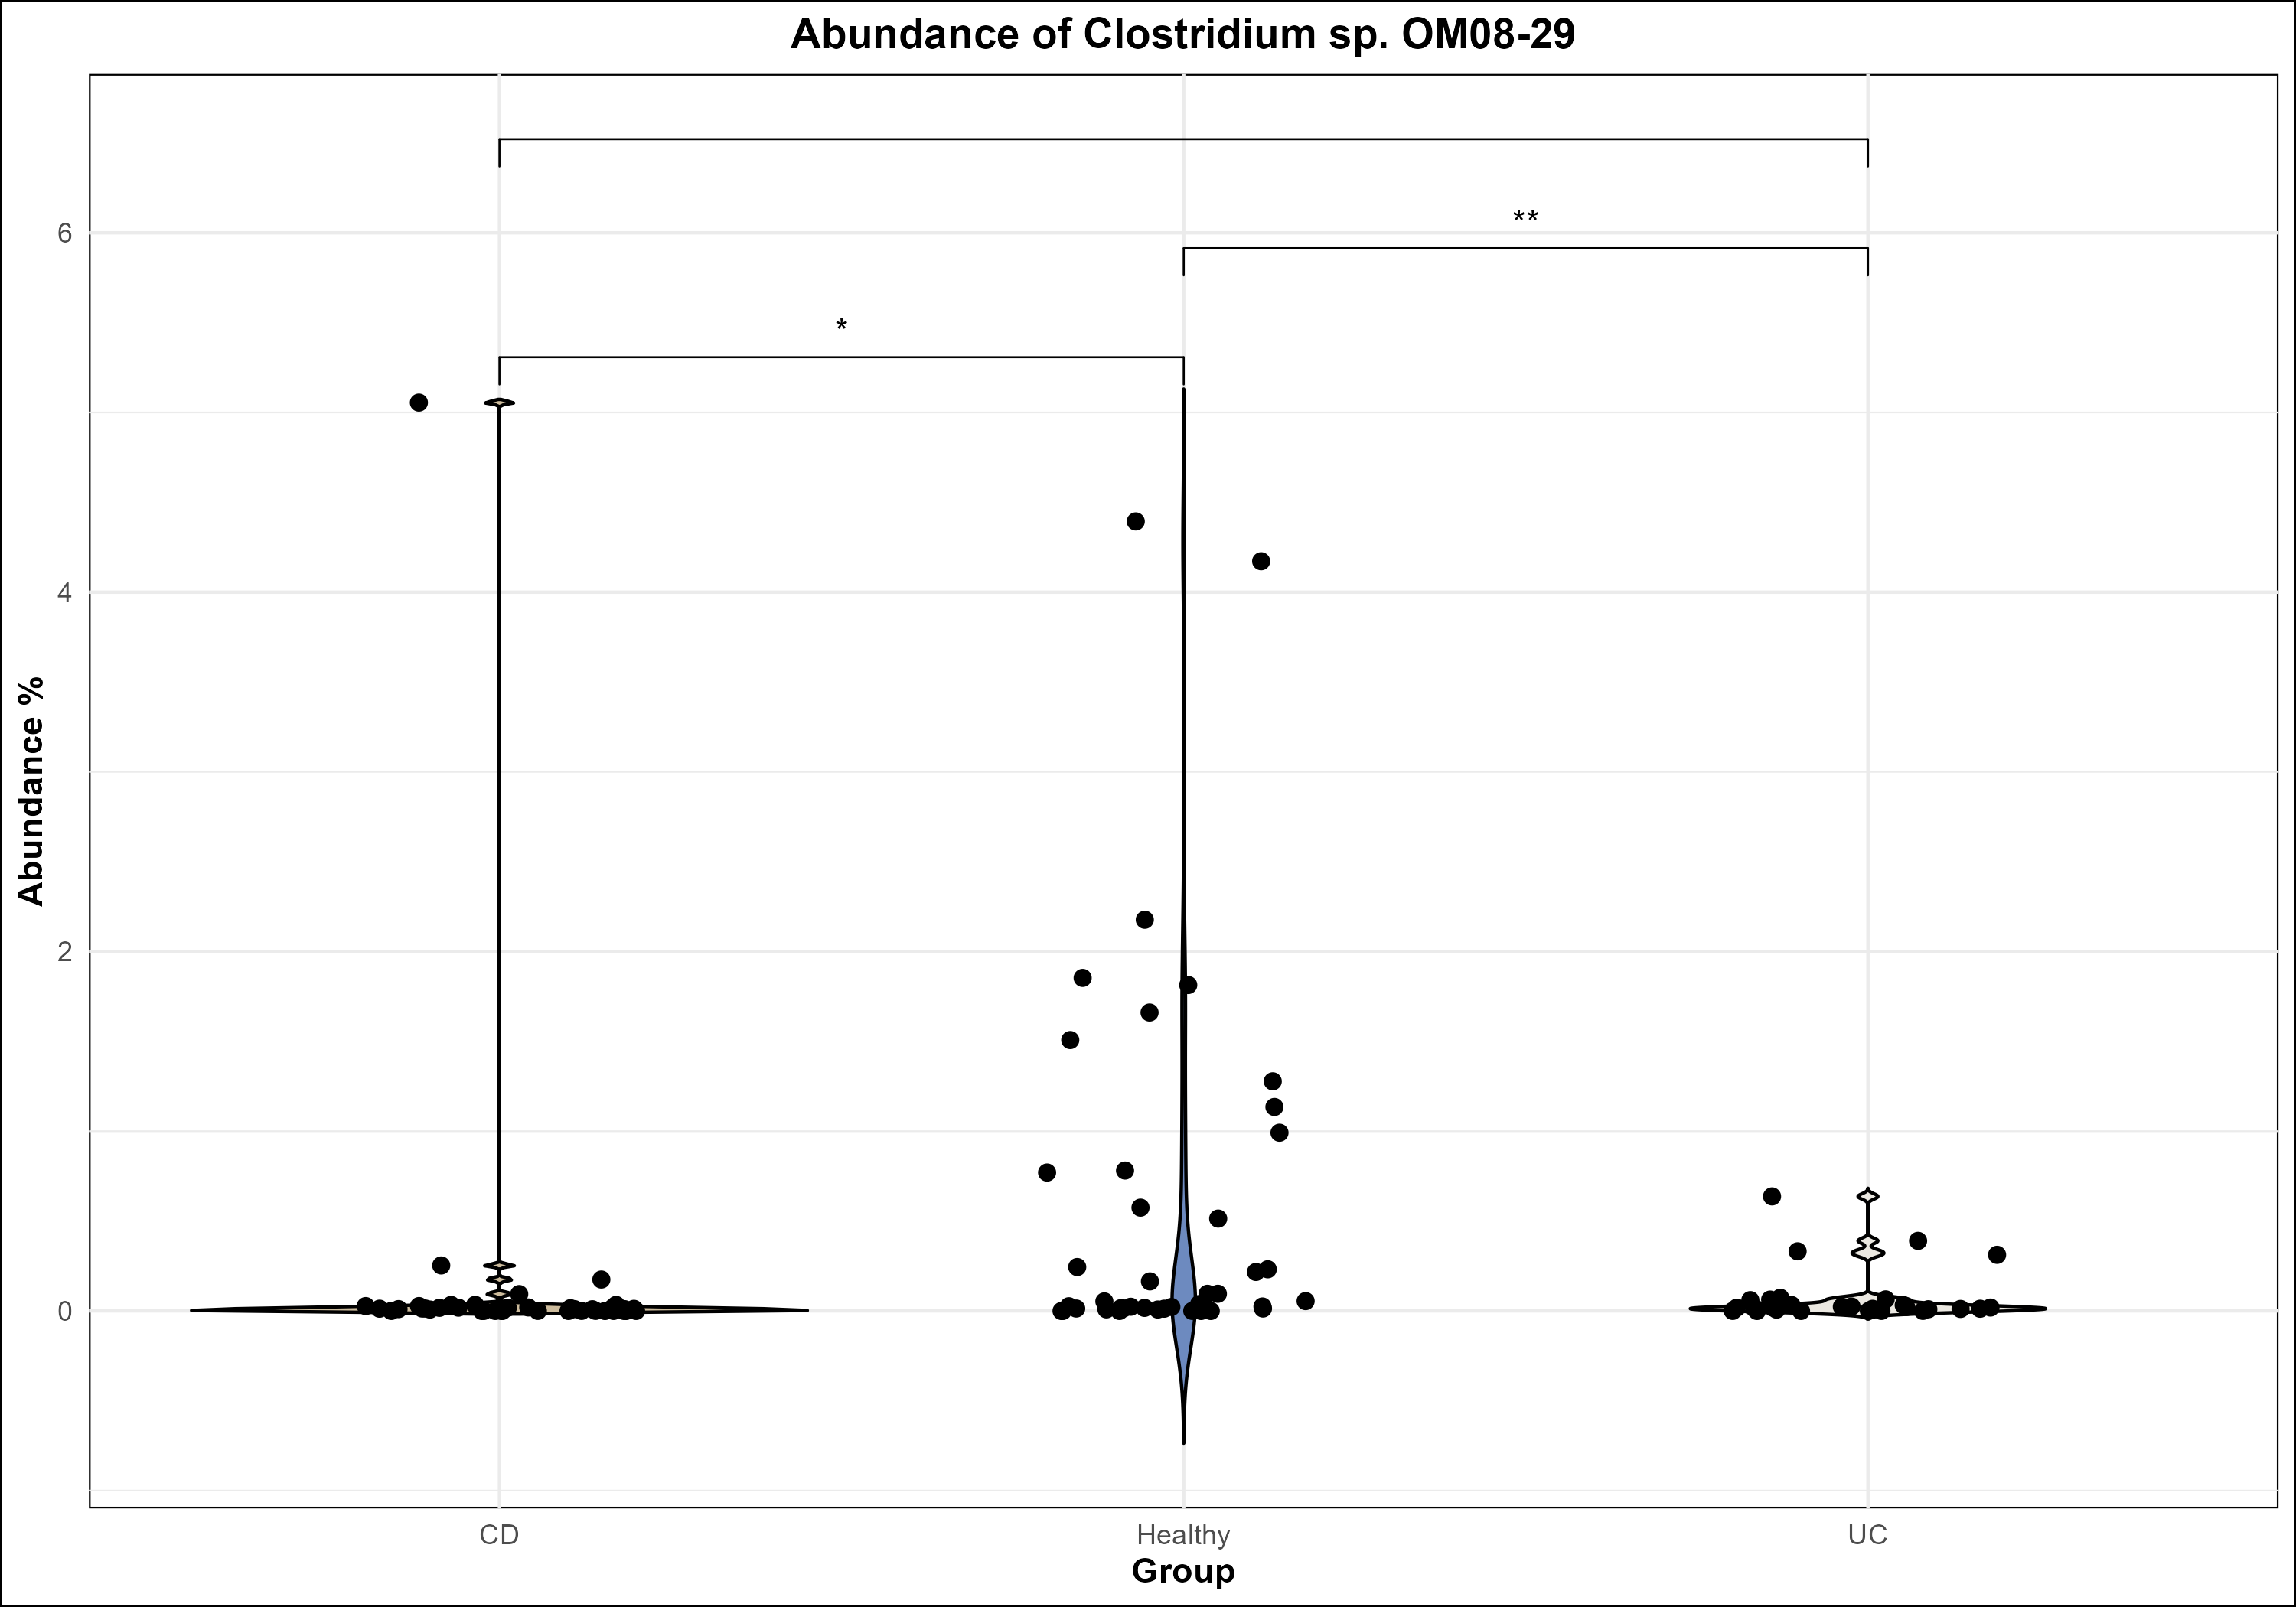 Abundance of Clostridium sp. OM08-29
**
6
*
4
Abundance %
2
0
CD Healthy UC
Group